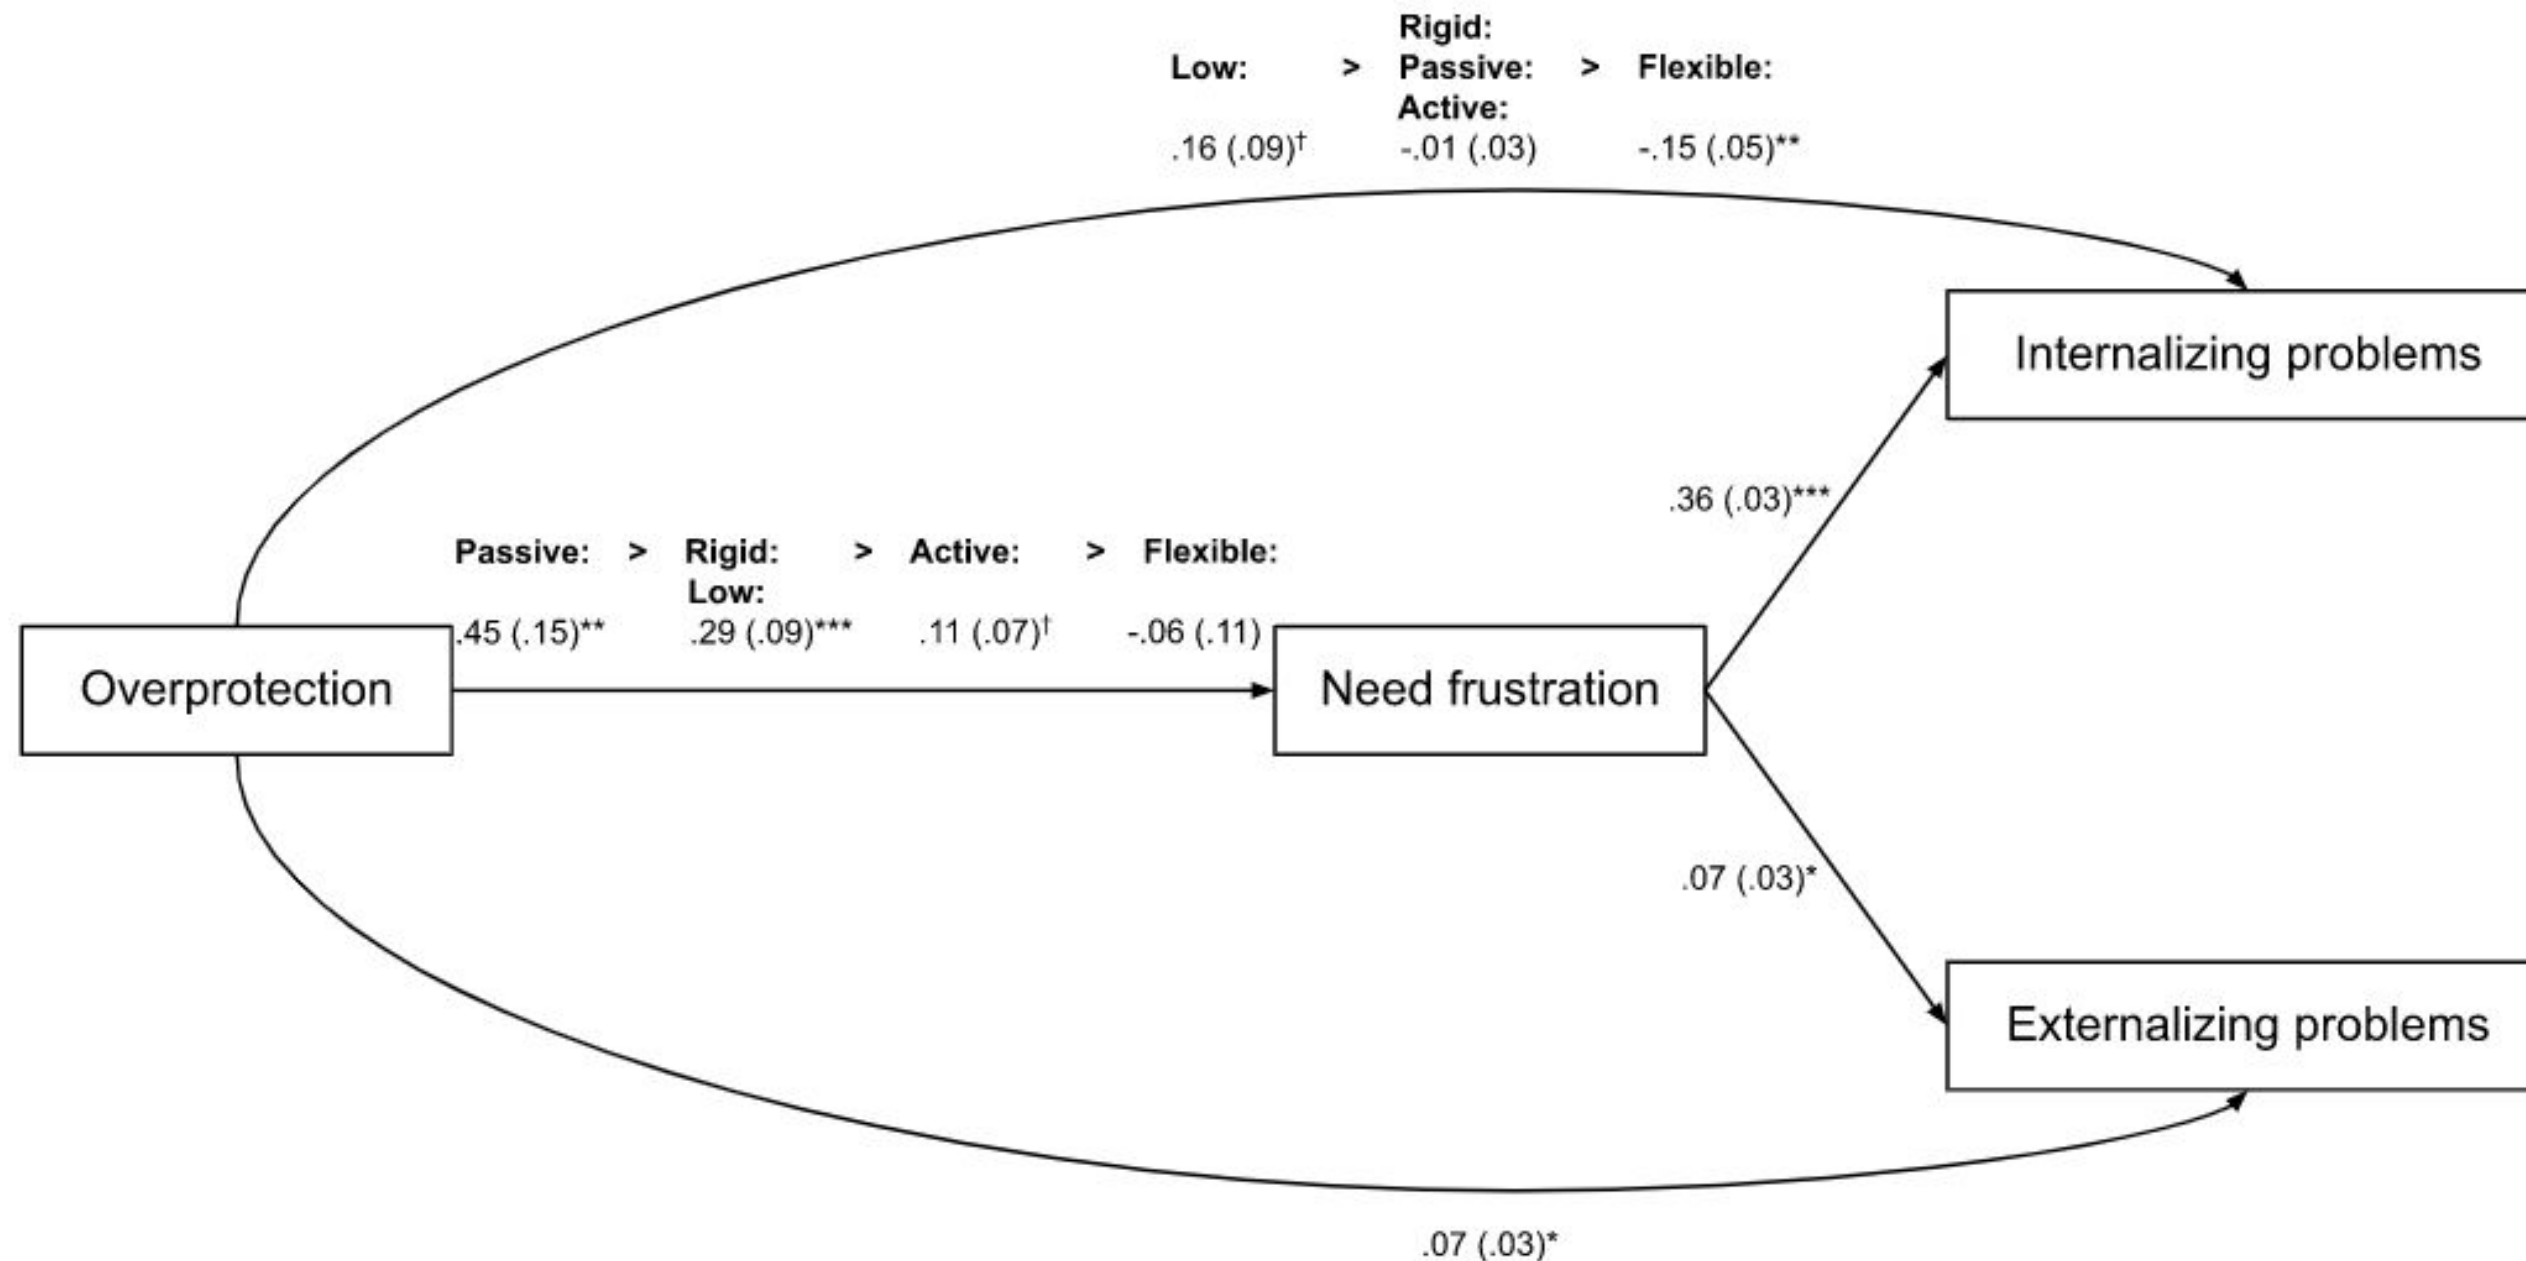 Rigid:
Low: > Passive: > Flexible:
Active:
.16 (.09)† -.01 (.03) -.15 (.05)**
Internalizing problems
.36 (.03)***
Passive: > Rigid: > Active: > Flexible:
Low:
.45 (.15)** .29 (.09)*** .11 (.07)† -.06 (.11)
Overprotection
Need frustration
.07 (.03)*
Externalizing problems
.07 (.03)*